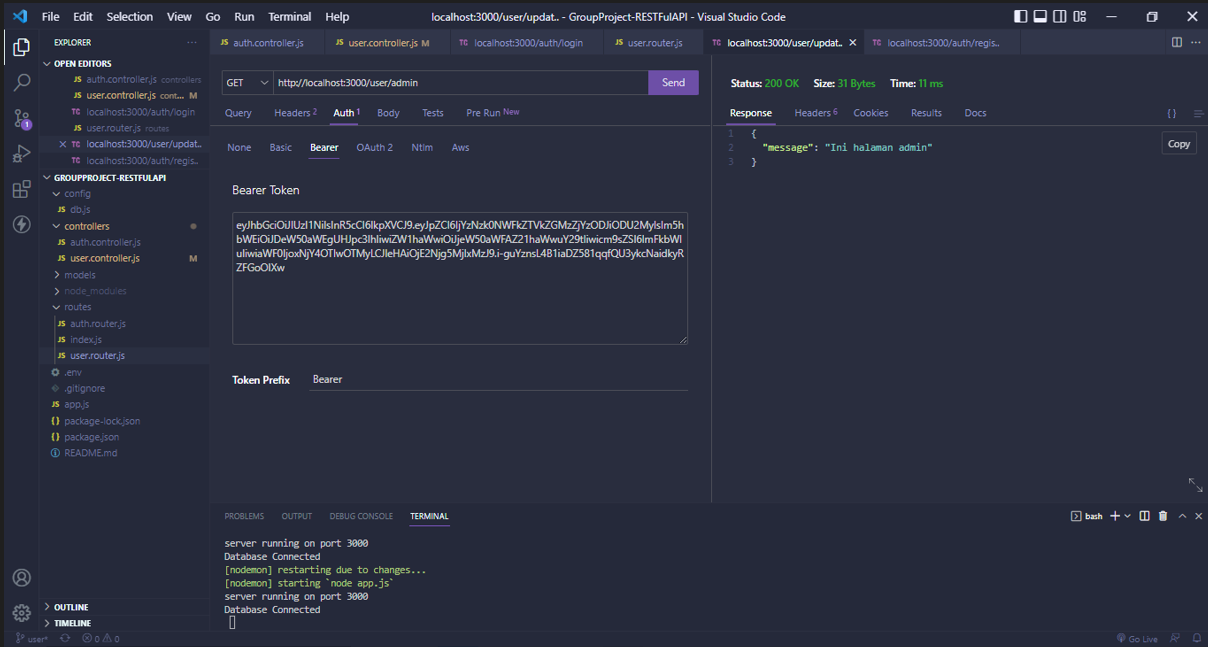 File Edit Selection View Go Run Terminal Help
localhost:3000/user/updat.. - GroupProject-RESTFulAPI - Visual Studio Code
EXPLORER
OPEN EDITORS
JS auth.controller.js controllers
JS user.controller.js cont... M
TC localhost:3000/auth/login
JS user.router.js routes
TC localhost:3000/user/updat..
TC localhost:3000/auth/regis..
GROUPPROJECT-RESTFULAPI
config
JS db.js
controllers
JS auth.controller.js
JS user.controller.js M
models
node_modules
routes
JS auth.router.js
JS index.js
JS user.router.js
.env
.gitignore
JS app.js
{} package-lock.json
{} package.json
README.md
OUTLINE
TIMELINE
1
JS auth.controller.js
JS user.controller.js M
TC localhost:3000/auth/login
JS user.router.js
TC localhost:3000/user/updat..
TC localhost:3000/auth/regis..
GET http://localhost:3000/user/admin Send
Query Headers 2 Auth 1 Body Tests Pre Run New
None Basic Bearer OAuth 2 Ntlm Aws
Bearer Token
Token Prefix Bearer
Status: 200 OK Size: 31 Bytes Time: 11 ms
Response Headers 6 Cookies Results Docs { }
1 {
2 "message": "Ini halaman admin"
3 }
Copy
PROBLEMS OUTPUT DEBUG CONSOLE TERMINAL
bash
server running on port 3000
Database Connected
[nodemon] restarting due to changes...
[nodemon] starting `node app.js`
server running on port 3000
Database Connected
user* 0 0
Go Live